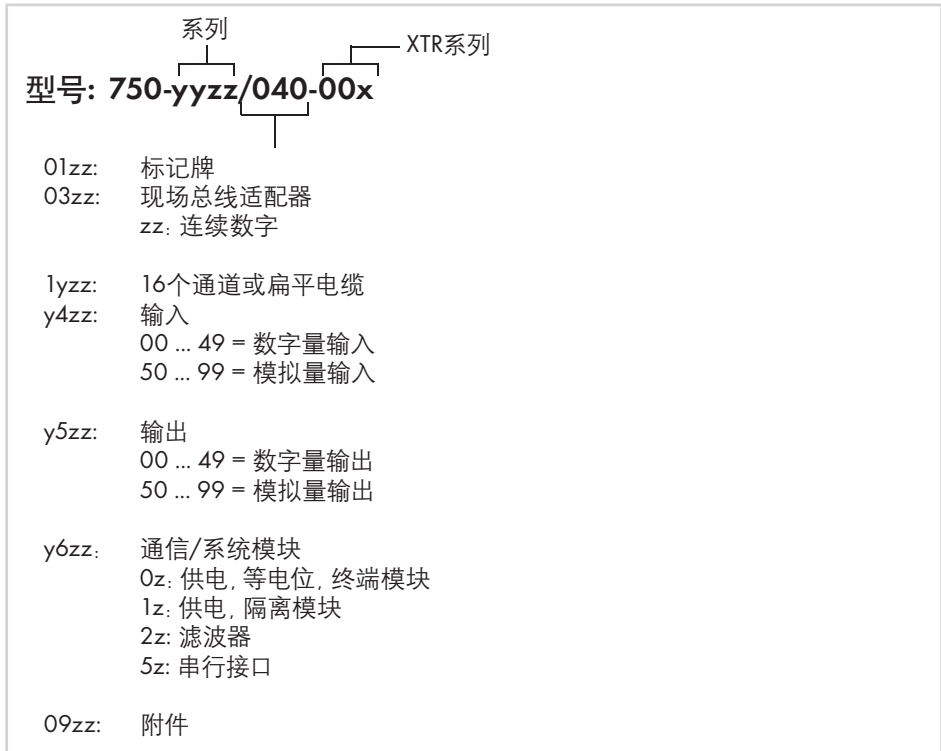 系列
XTR系列
型号: 750-yyzz/040-00x
01zz: 标记牌
03zz: 现场总线适配器
zz: 连续数字
1yzz: 16个通道或扁平电缆
y4zz: 输入
00 ... 49 = 数字量输入
50 ... 99 = 模拟量输入
y5zz: 输出
00 ... 49 = 数字量输出
50 ... 99 = 模拟量输出
y6zz: 通信/系统模块
0z: 供电, 等电位, 终端模块
1z: 供电, 隔离模块
2z: 滤波器
5z: 串行接口
09zz: 附件